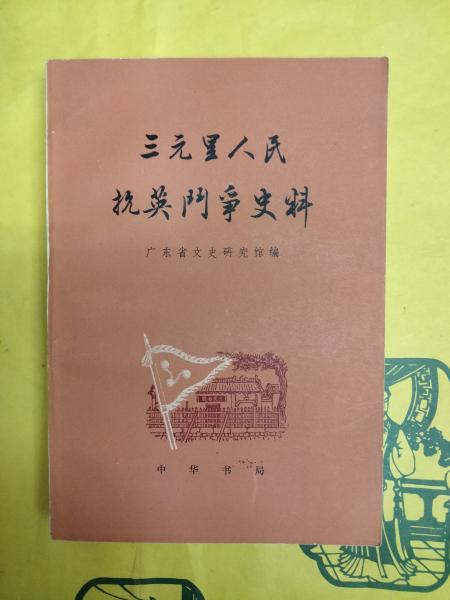 三元里人民
抗英鬥爭史料
广东省文史研究馆编
中华书局